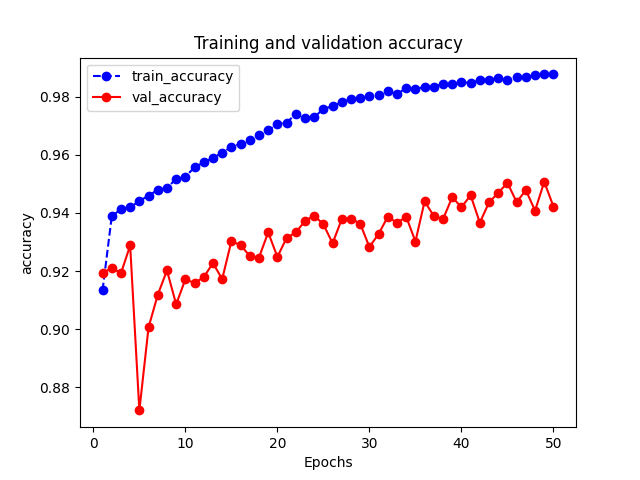 Training and validation accuracy
train_accuracy
val_accuracy
0.98
0.96
0.94
0.92
0.90
0.88
accuracy
0 10 20 30 40 50
Epochs